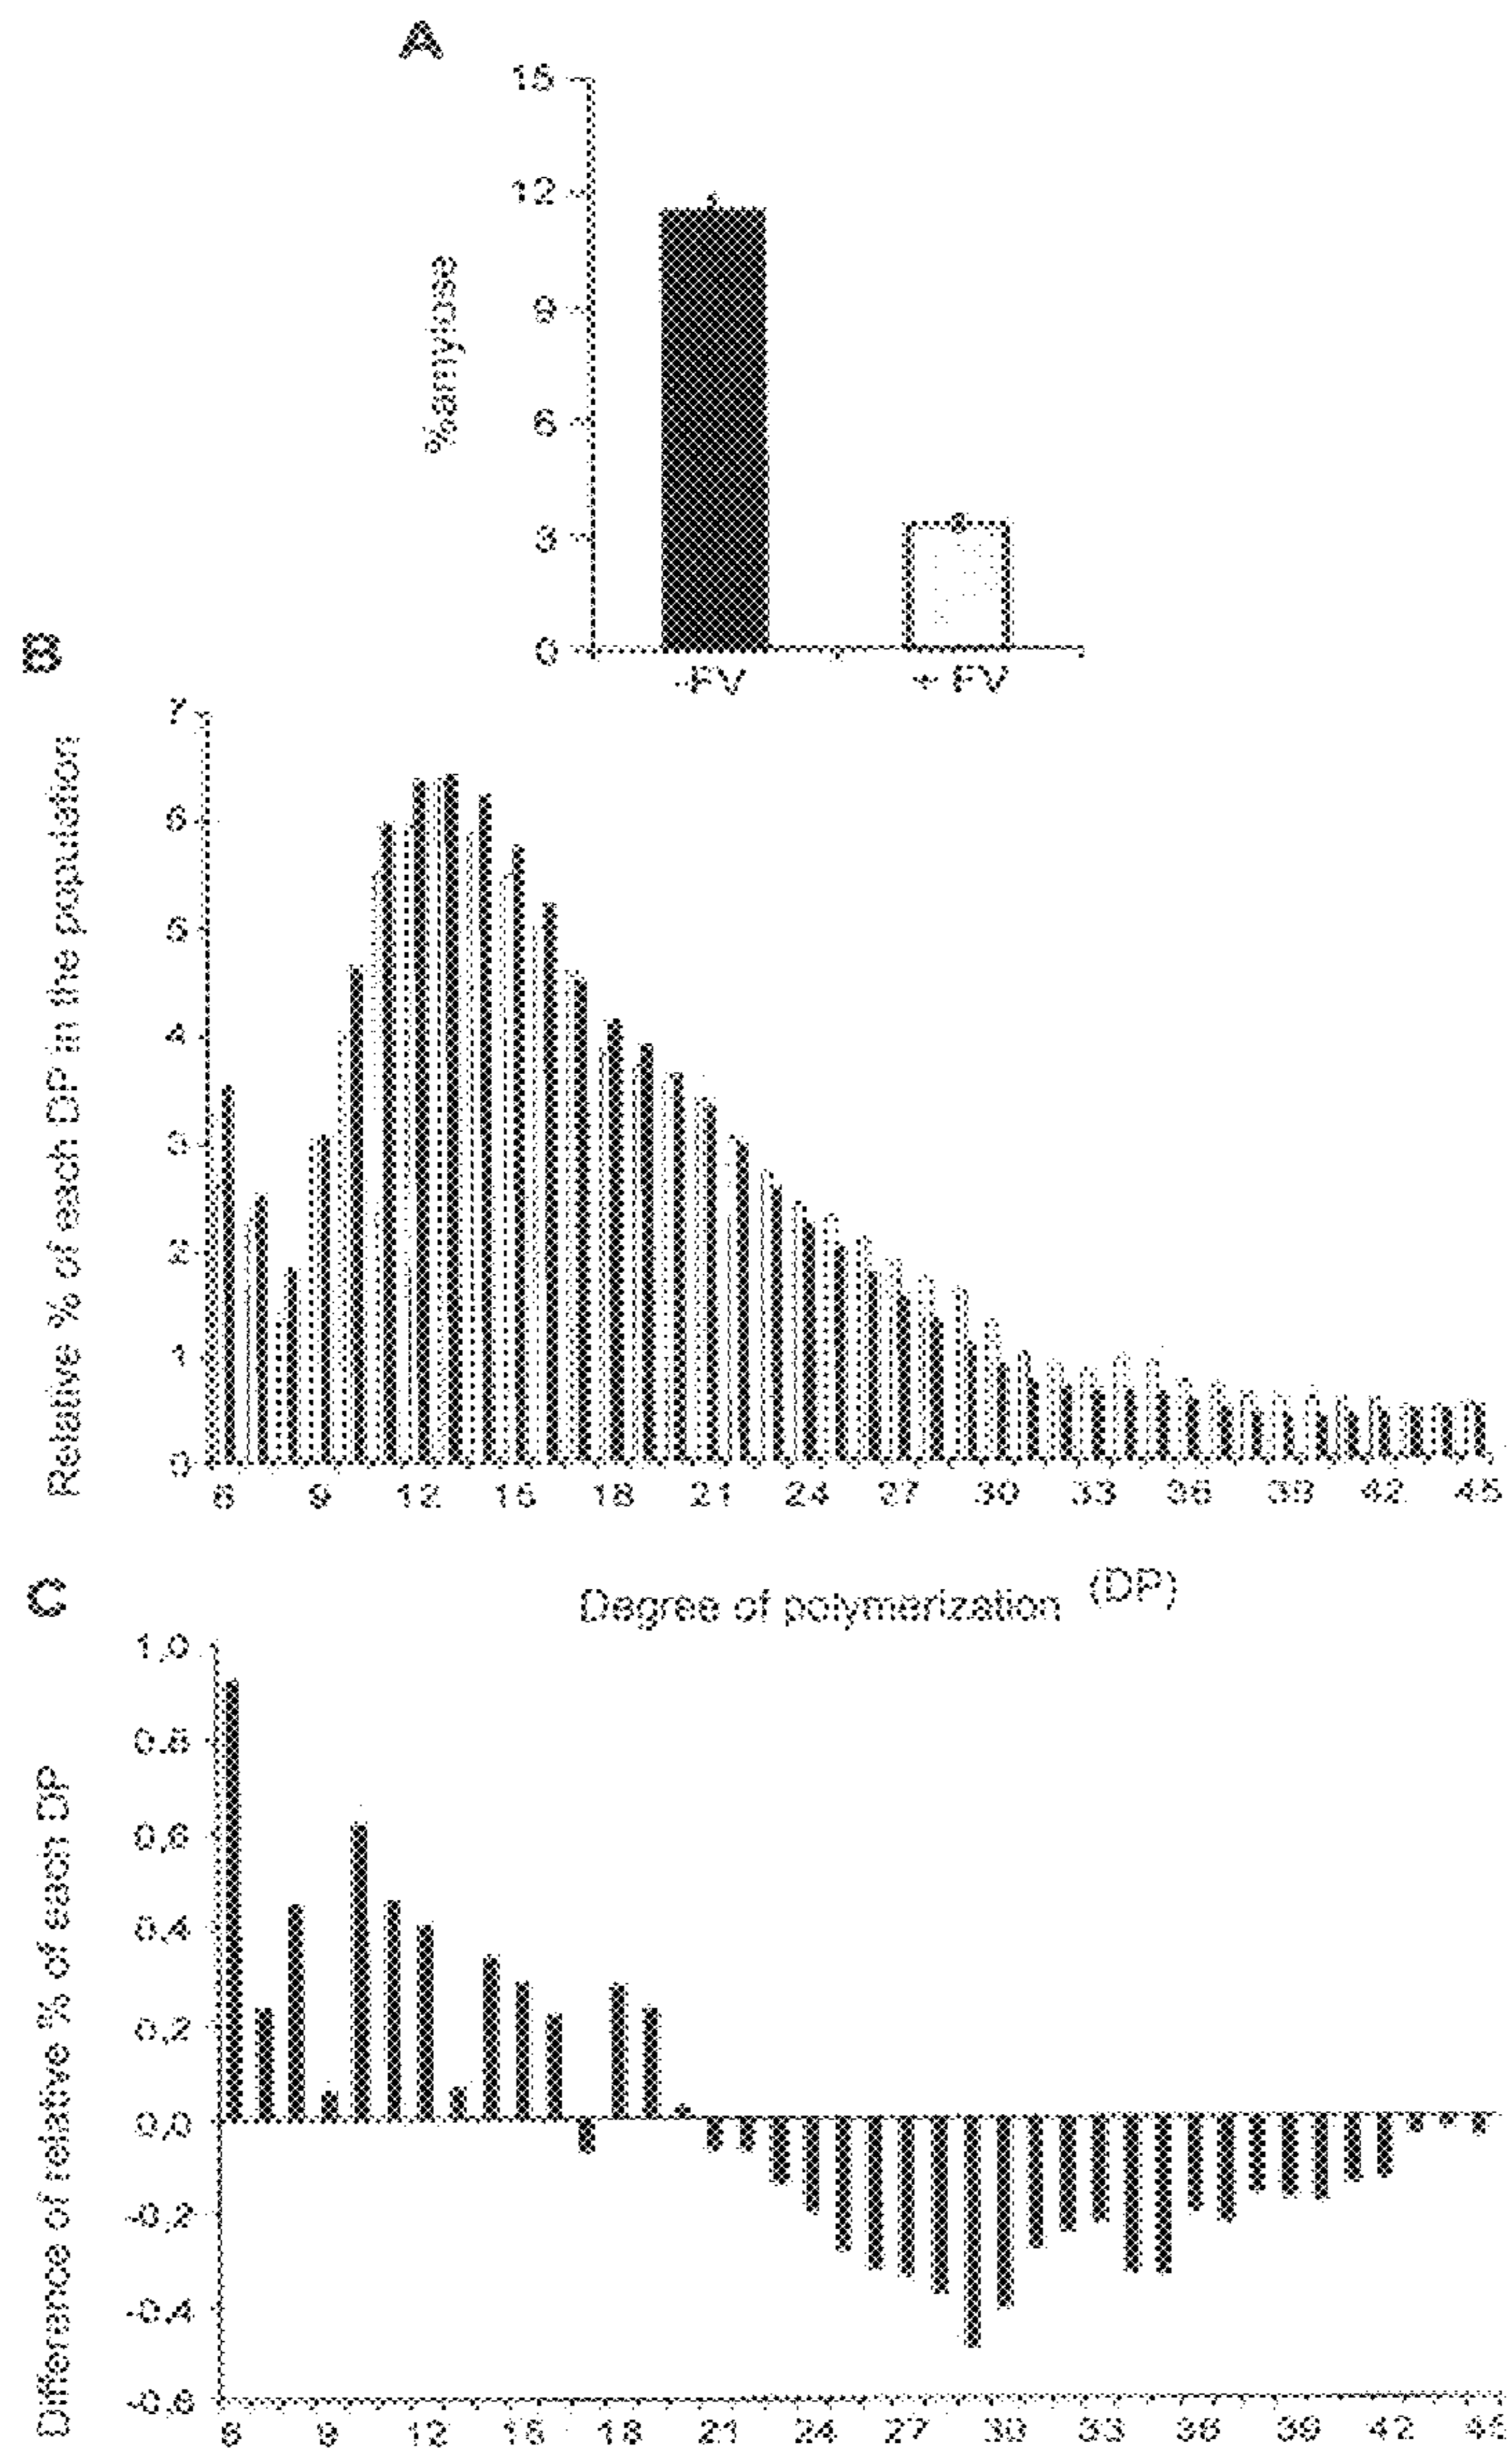 A
15
12
9
6
3
0
%amylose
-FV
+ FV
B
7
6
5
4
3
2
1
0
Relative % of each DP in the population
6 9 12 15 18 21 24 27 30 33 36 39 42 45
Degree of polymerization (DP)
C
1,0
0,8
0,6
0,4
0,2
0,0
-0,2
-0,4
-0,6
Difference of relative % of each DP
6 9 12 15 18 21 24 27 30 33 36 39 42 45